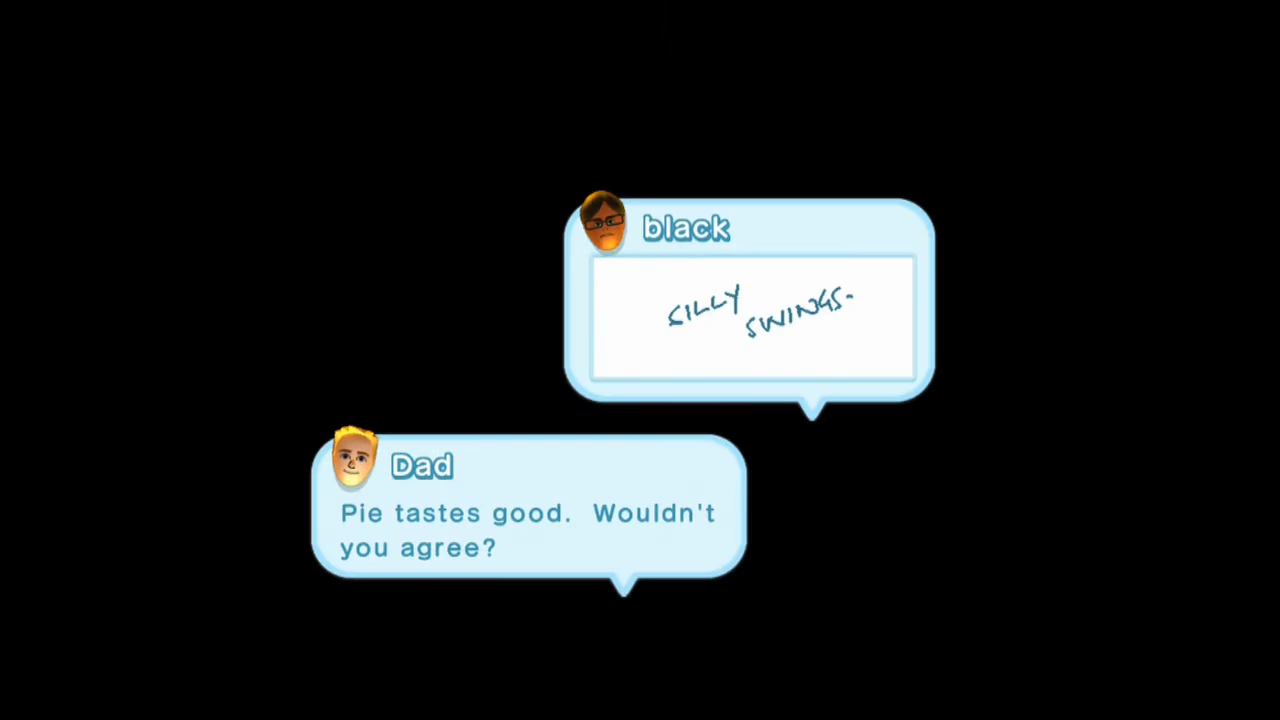 black
SILLY
SWINGS.
Dad
Pie tastes good.  Wouldn't
you agree?